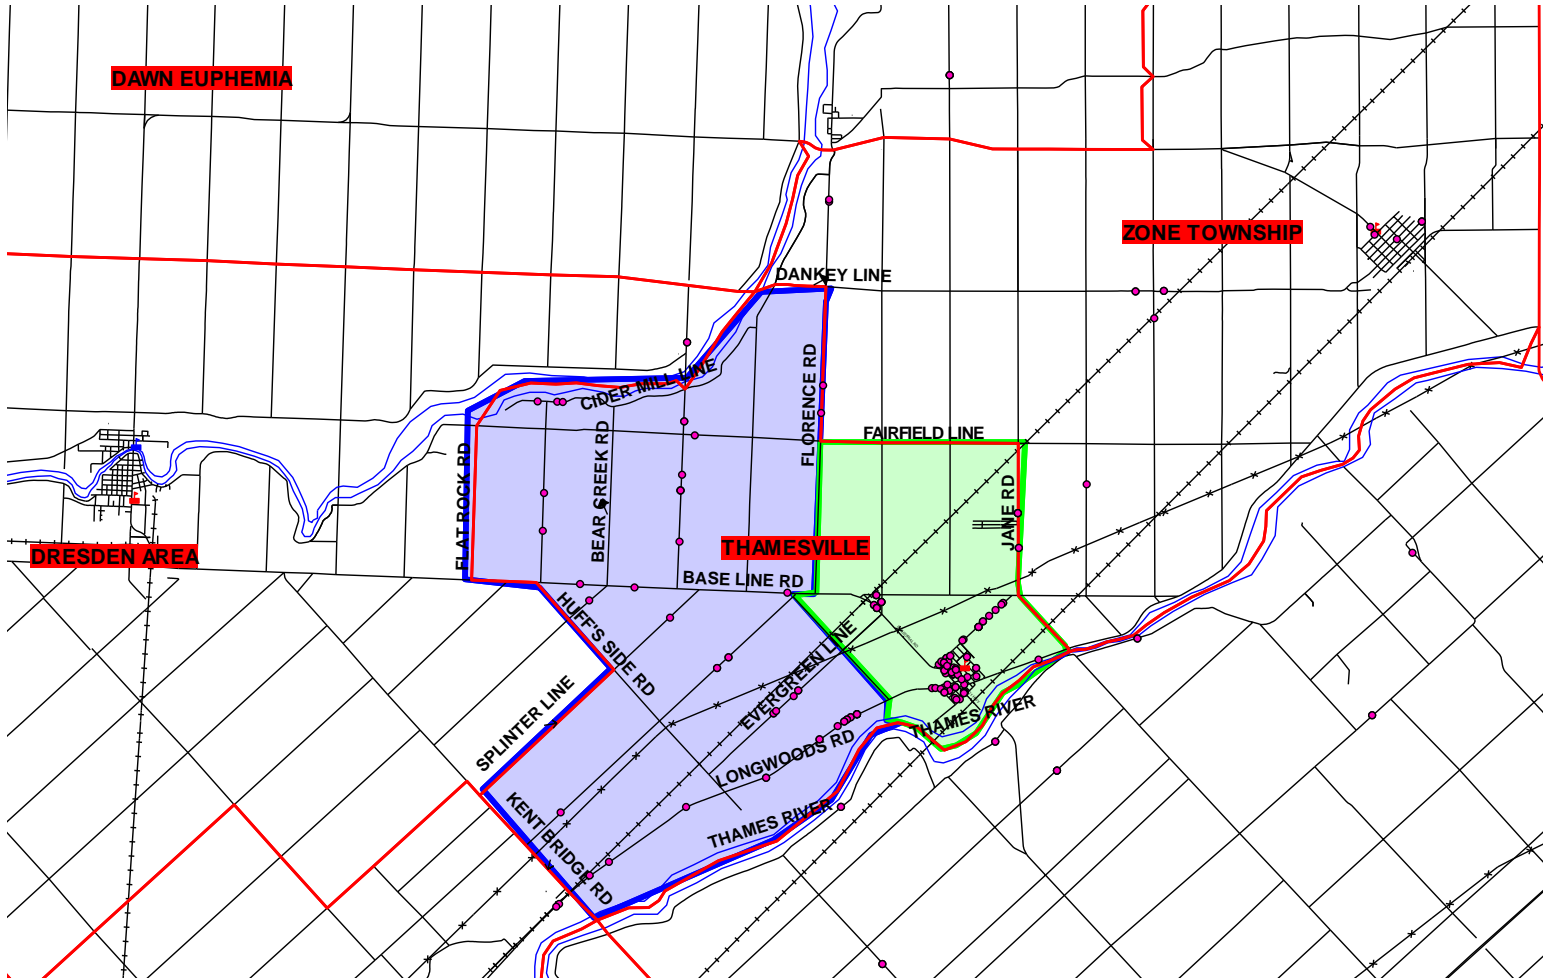 DAWN EUPHEMIA
ZONE TOWNSHIP
DANKEY LINE
CIDER MILL LINE
FLORENCE RD
FAIRFIELD LINE
FLAT ROCK RD
BEAR CREEK RD
JANE RD
DRESDEN AREA
THAMESVILLE
BASE LINE RD
HUFF'S SIDE RD
EVERGREEN LINE
SPLINTER LINE
THAMES RIVER
LONGWOODS RD
KENT BRIDGE RD
THAMES RIVER